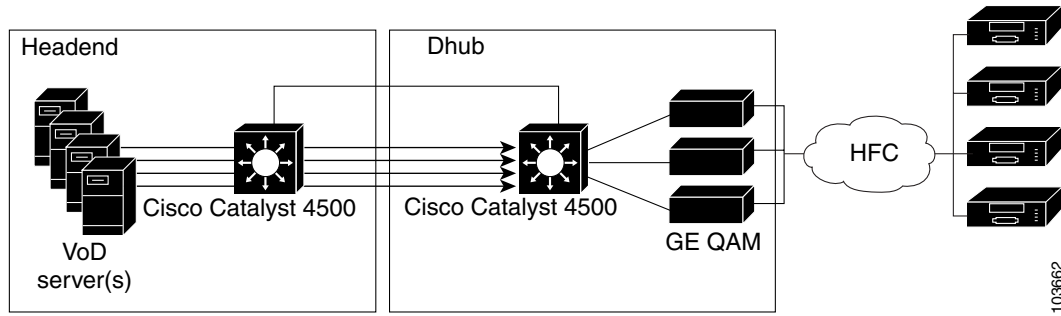 Headend
Dhub
HFC
Cisco Catalyst 4500
Cisco Catalyst 4500
GE QAM
VoD
server(s)
103662